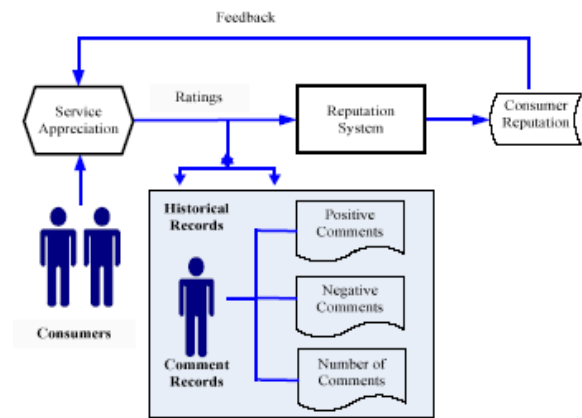 Feedback
Service
Appreciation
Ratings
Reputation
System
Consumer
Reputation
Historical
Records
Positive
Comments
Negative
Comments
Consumers
Comment
Records
Number of
Comments